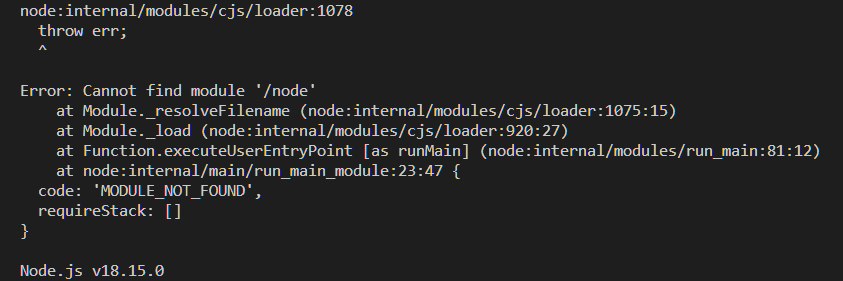 node:internal/modules/cjs/loader:1078
  throw err;
  ^

Error: Cannot find module '/node'
    at Module._resolveFilename (node:internal/modules/cjs/loader:1075:15)
    at Module._load (node:internal/modules/cjs/loader:920:27)
    at Function.executeUserEntryPoint [as runMain] (node:internal/modules/run_main:81:12)
    at node:internal/main/run_main_module:23:47 {
  code: 'MODULE_NOT_FOUND',
  requireStack: []
}

Node.js v18.15.0